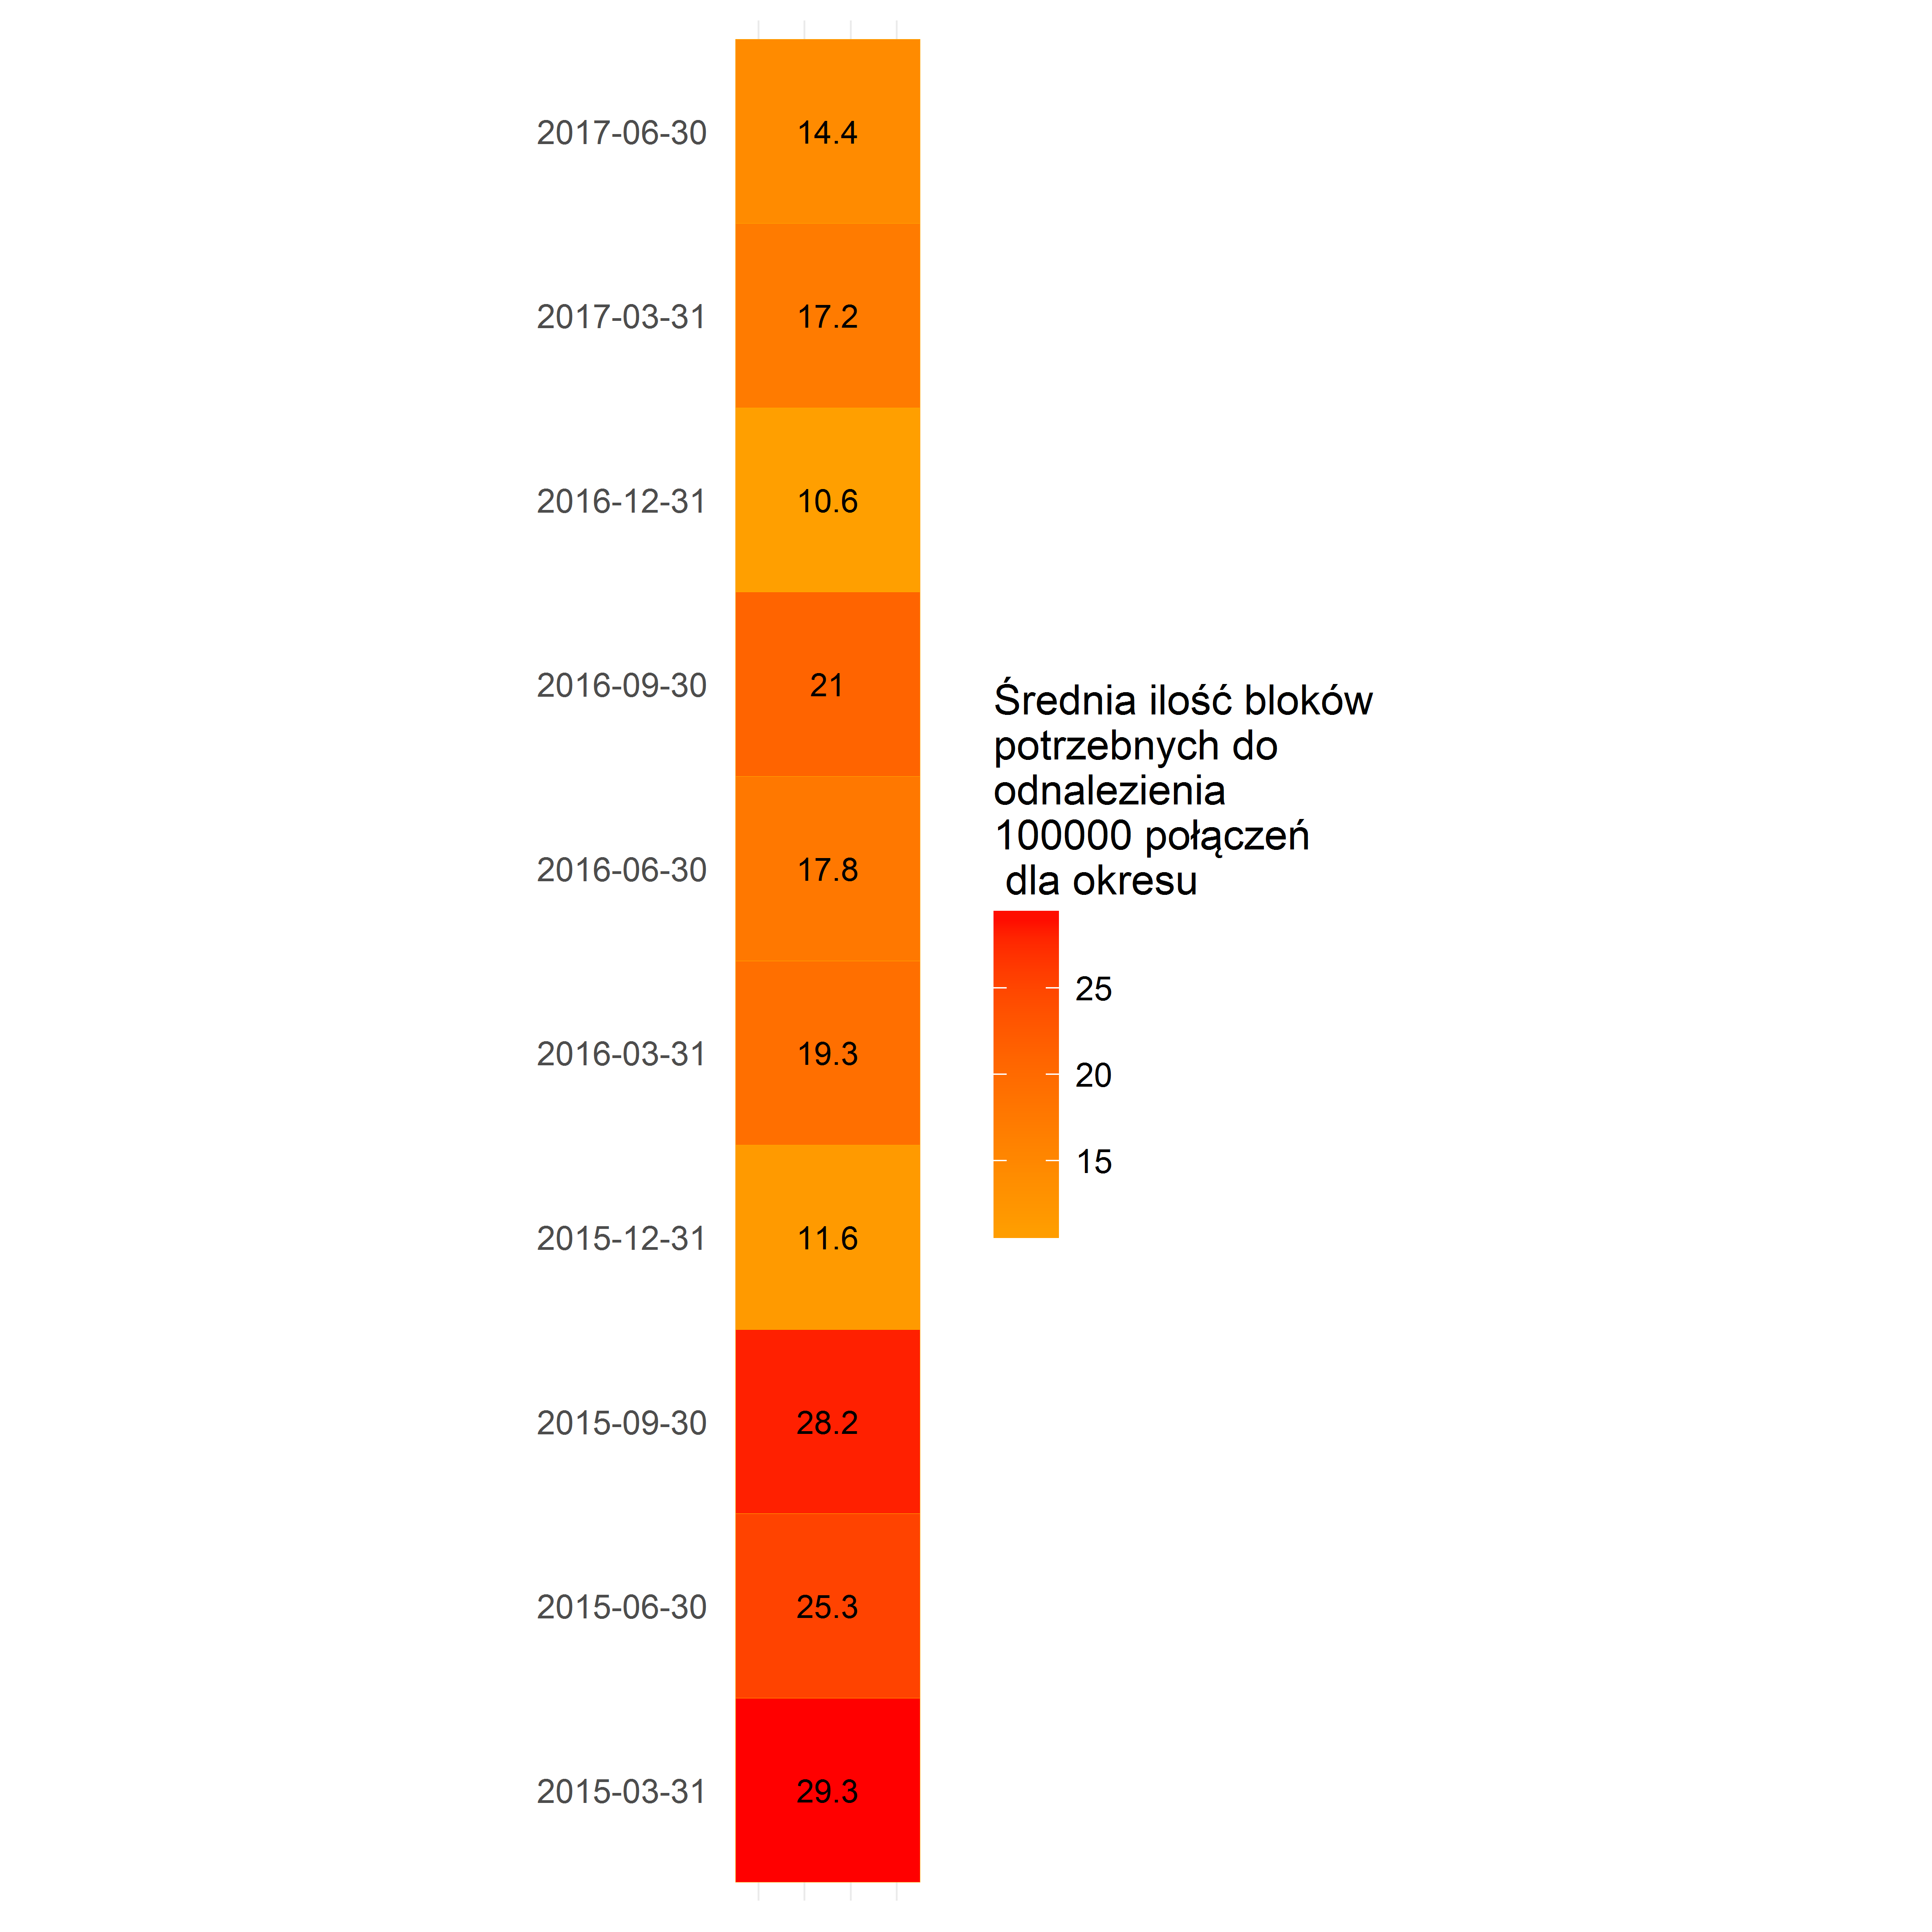 2017-06-30 14.4
2017-03-31 17.2
2016-12-31 10.6
2016-09-30 21
2016-06-30 17.8
2016-03-31 19.3
2015-12-31 11.6
2015-09-30 28.2
2015-06-30 25.3
2015-03-31 29.3
Średnia ilość bloków
potrzebnych do
odnalezienia
100000 połączeń
dla okresu
25
20
15